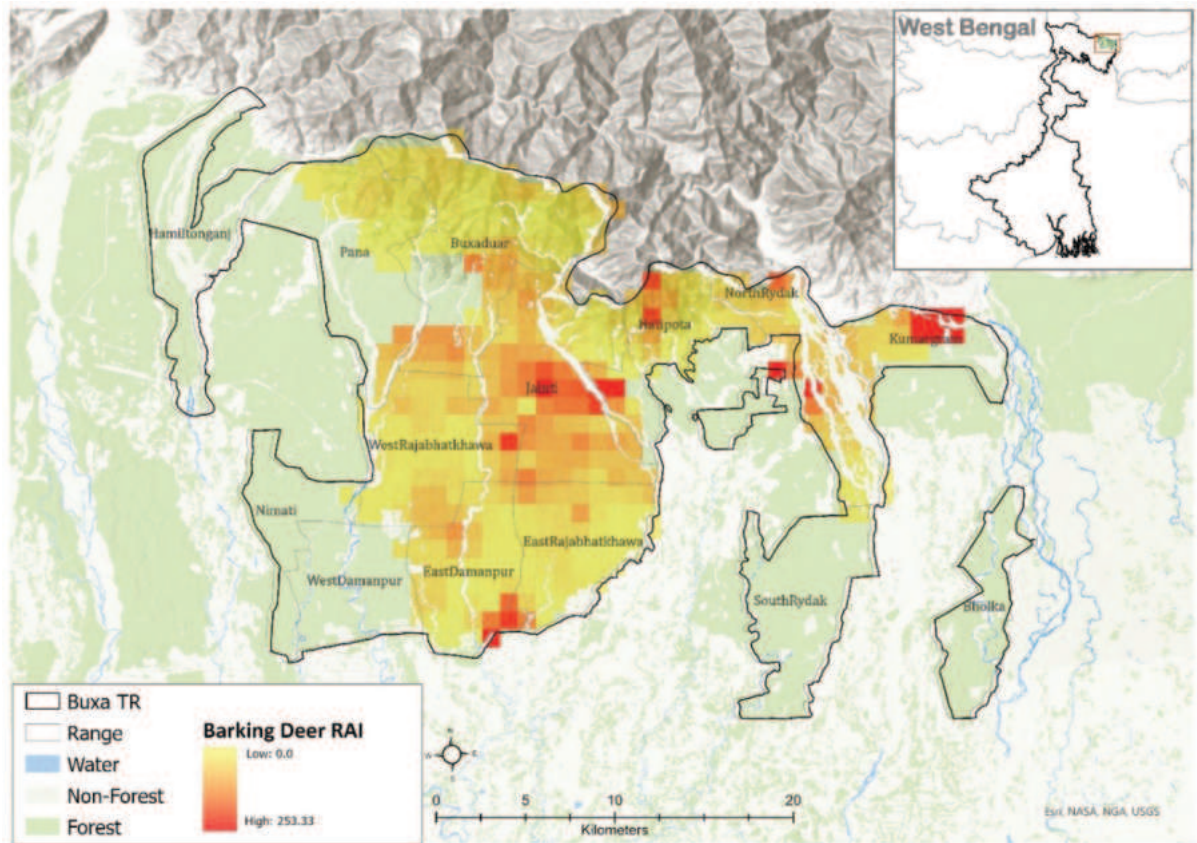 West Bengal
Hamiltonganj
Pana
Buxaduar
NorthRydak
Hatipota
Kumargram
Jainti
WestRajabhatkhawa
Nimati
EastRajabhatkhawa
WestDamanpur
EastDamanpur
SouthRydak
Bholka
Buxa TR
Range
Water
Non-Forest
Forest
Barking Deer RAI
Low: 0.0
High: 253.33
N
W
E
S
0 5 10 20
Kilometers
Esri, NASA, NGA, USGS